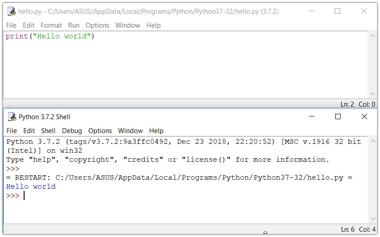 hello.py - C:/Users/ASUS/AppData/Local/Programs/Python/Python37-32/hello.py (3.7.2)
File Edit Format Run Options Window Help
print("Hello world")
Ln: 2 Col: 0
Python 3.7.2 Shell
File Edit Shell Debug Options Window Help
Python 3.7.2 (tags/v3.7.2:9a3ffc0492, Dec 23 2018, 22:20:52) [MSC v.1916 32 bit
(Intel)] on win32
Type "help", "copyright", "credits" or "license()" for more information.
>>>
= RESTART: C:/Users/ASUS/AppData/Local/Programs/Python/Python37-32/hello.py =
Hello world
>>>
Ln: 6 Col: 4